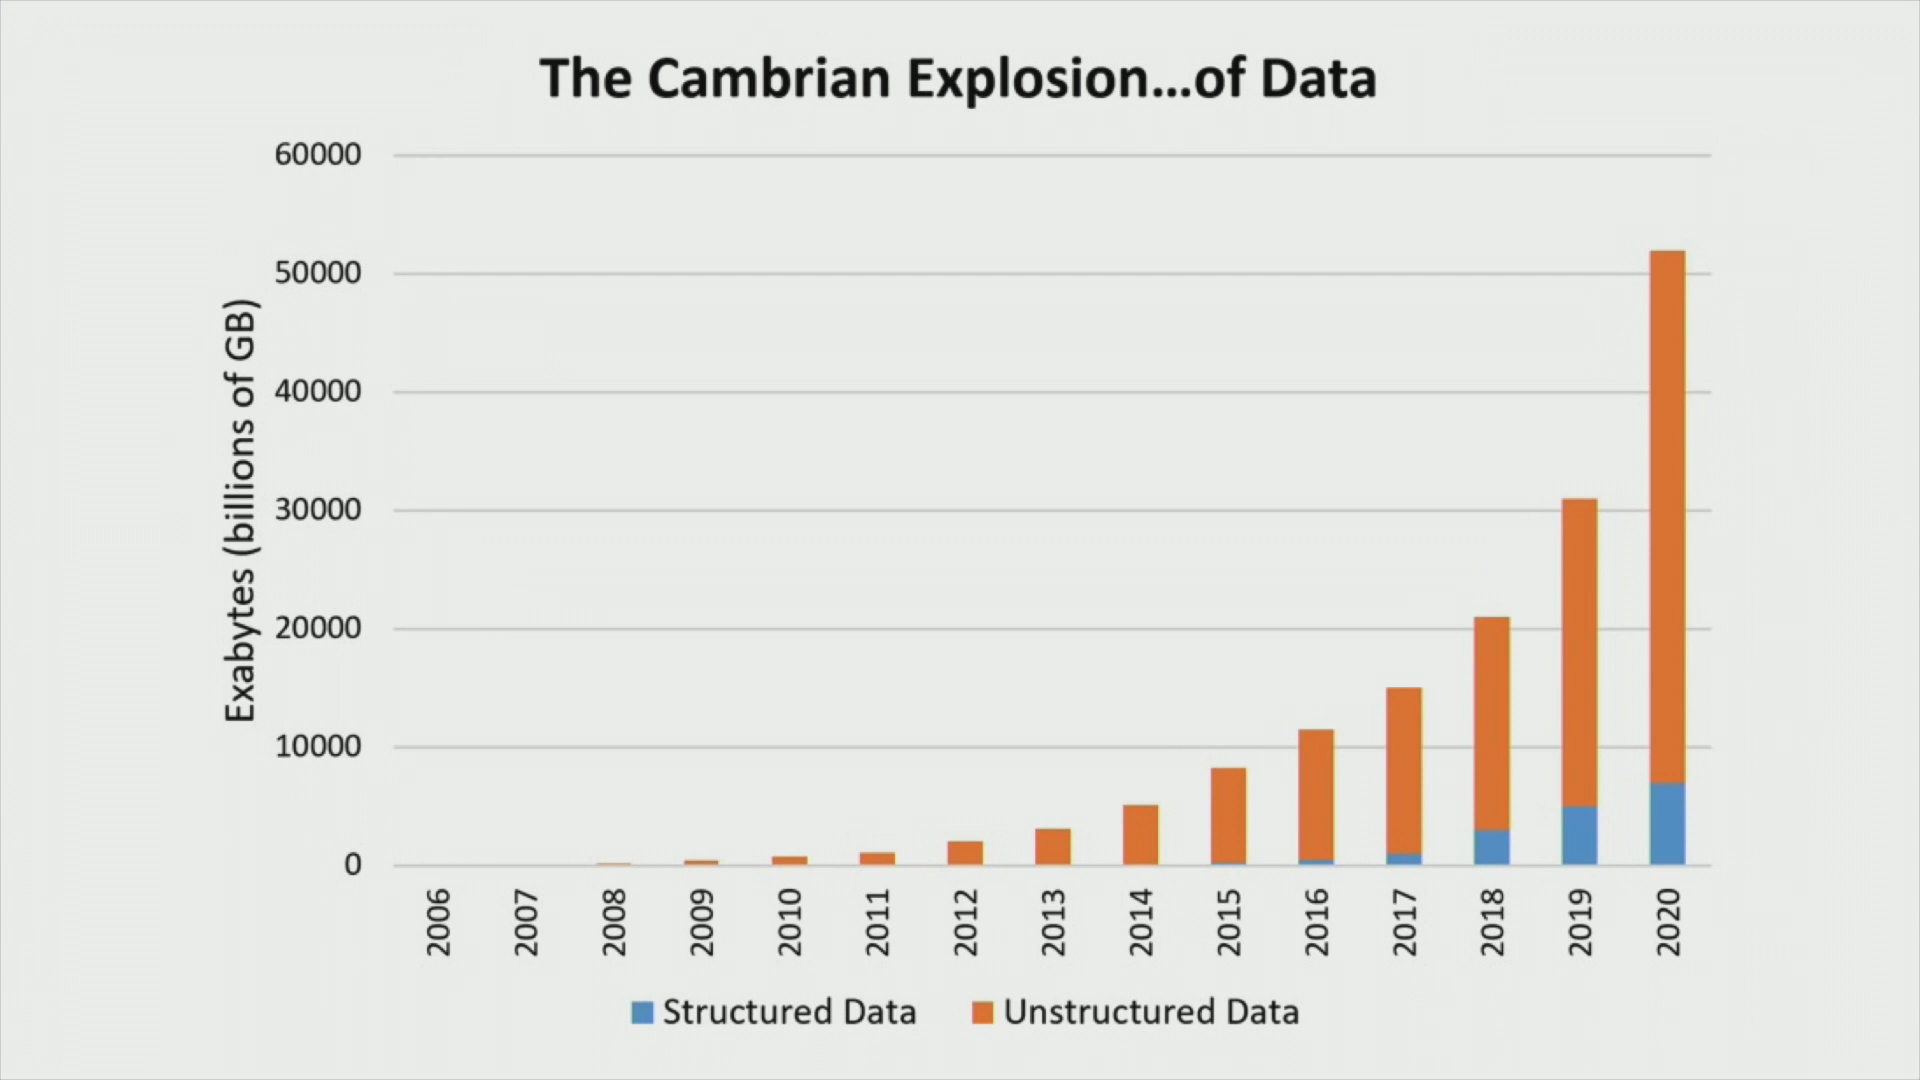 The Cambrian Explosion...of Data
Exabytes (billions of GB)
60000
50000
40000
30000
20000
10000
0
2006 2007 2008 2009 2010 2011 2012 2013 2014 2015 2016 2017 2018 2019 2020
Structured Data Unstructured Data